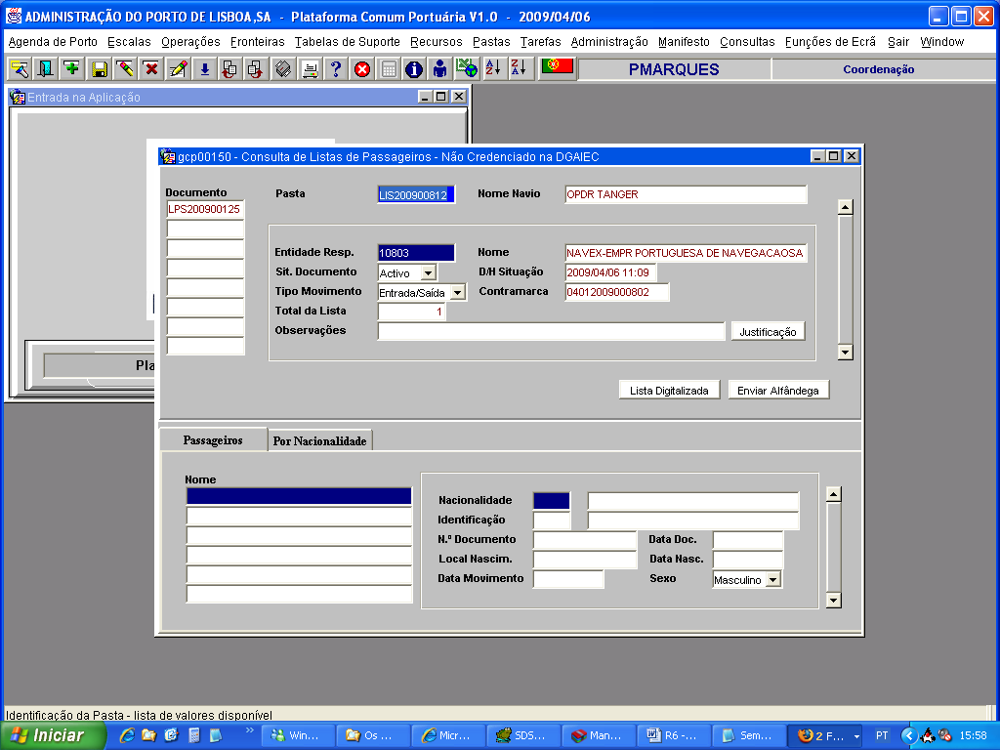 ADMINISTRAÇÃO DO PORTO DE LISBOA,SA - Plataforma Comum Portuária V1.0 - 2009/04/06
Agenda de Porto Escalas Operações Fronteiras Tabelas de Suporte Recursos Pastas Tarefas Administração Manifesto Consultas Funções de Ecrã Sair Window
PMARQUES Coordenação
Entrada na Aplicação
gcp00150 - Consulta de Listas de Passageiros - Não Credenciado na DGAIEC
Documento Pasta LIS200900812 Nome Navio OPDR TANGER
LPS200900125
Entidade Resp. 10803 Nome NAVEX-EMPR PORTUGUESA DE NAVEGACAOSA
Sit. Documento Activo D/H Situação 2009/04/06 11:09
Tipo Movimento Entrada/Saída Contramarca 04012009000802
Total da Lista 1
Observações Justificação
Pla
Lista Digitalizada Enviar Alfândega
Passageiros Por Nacionalidade
Nome
Nacionalidade
Identificação
N.º Documento Data Doc.
Local Nascim. Data Nasc.
Data Movimento Sexo Masculino
Identificação da Pasta - lista de valores disponível
Iniciar Win... Os ... Micr... SDS... Man... R6 -... Sem... 2 F... PT 15:58